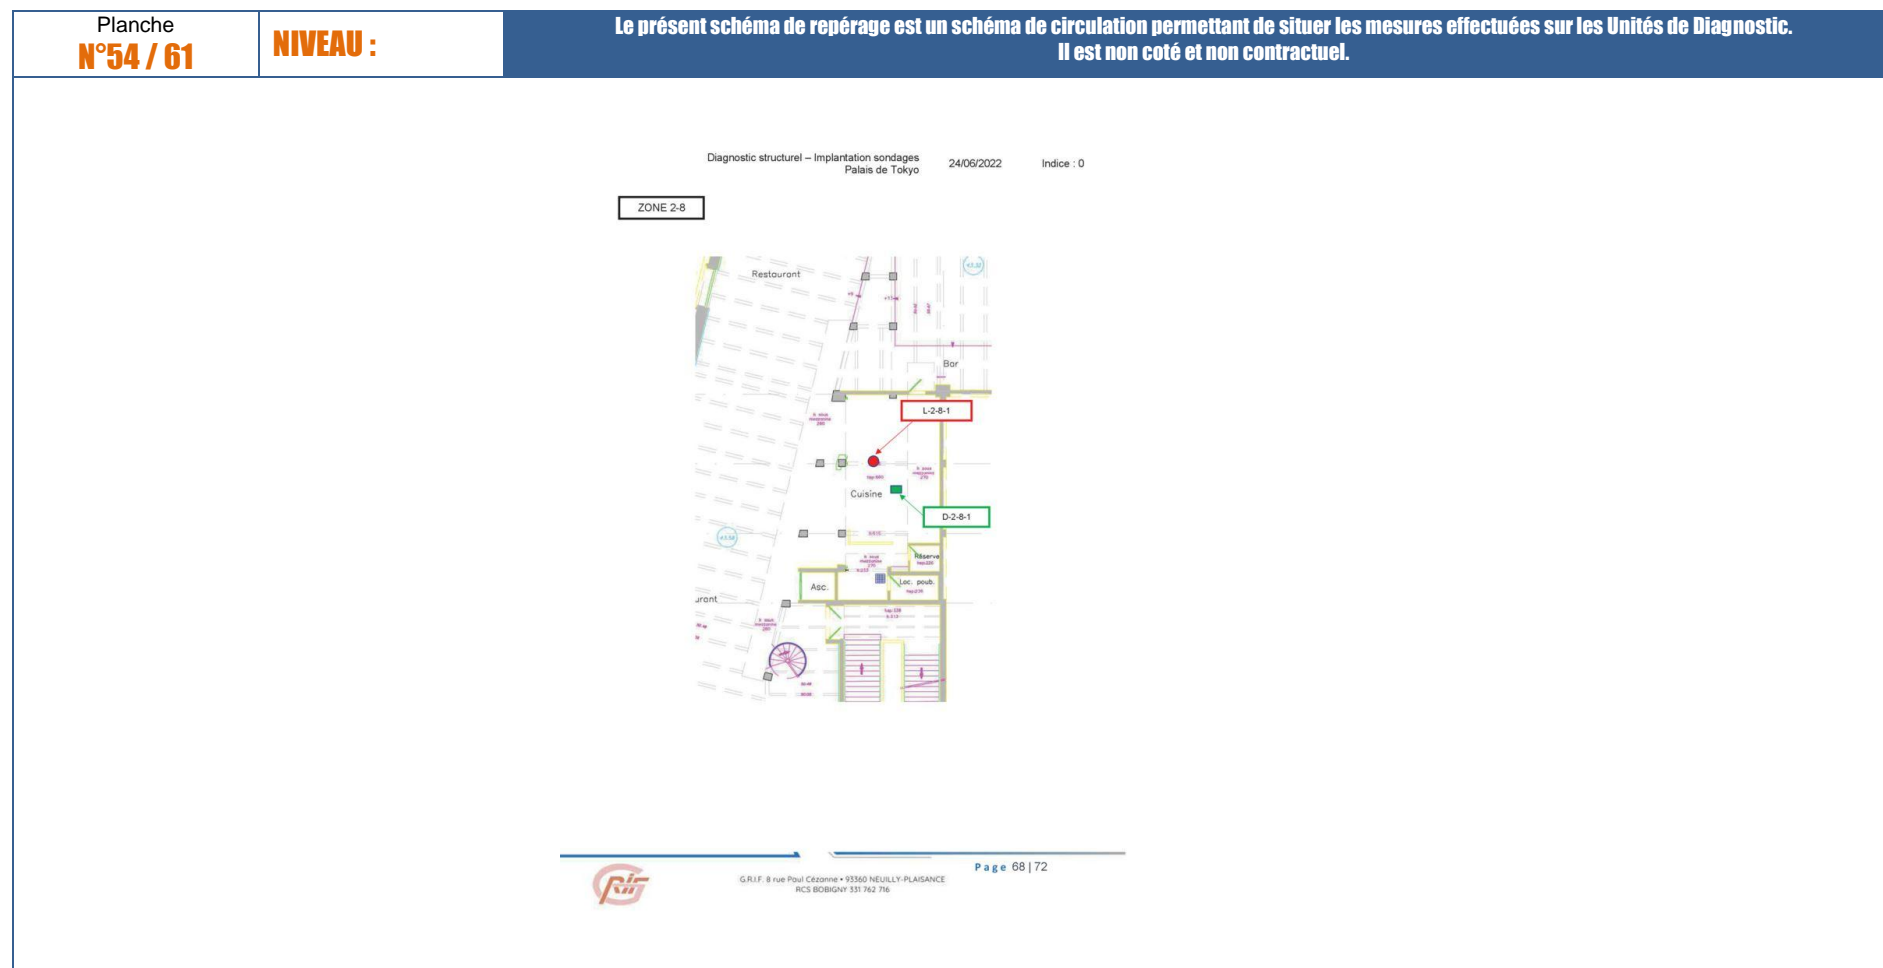 Planche
N°54 / 61
NIVEAU :
Le présent schéma de repérage est un schéma de circulation permettant de situer les mesures effectuées sur les Unités de Diagnostic.
Il est non coté et non contractuel.
Diagnostic structurel – Implantation sondages
Palais de Tokyo
24/06/2022
Indice : 0
ZONE 2-8
Restaurant
Bar
L-2-8-1
Cuisine
D-2-8-1
Réserve
Asc.
Loc. poub.
urant
Page 68 | 72
G.R.I.F. 8 rue Paul Cézanne • 93360 NEUILLY-PLAISANCE
RCS BOBIGNY 331 762 716